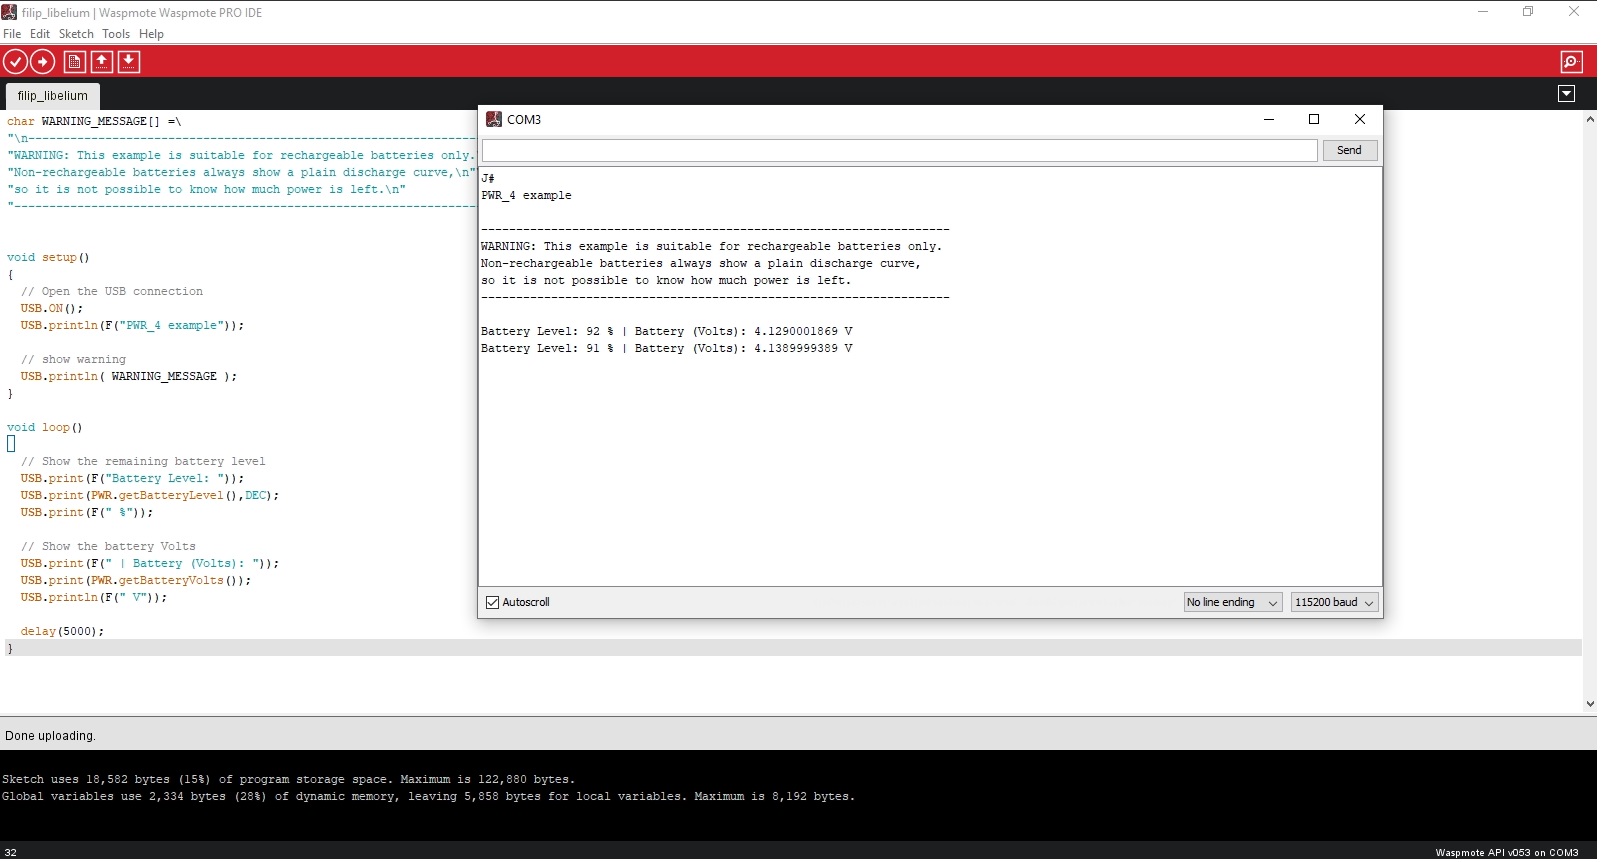 filip_libelium | Waspmote Waspmote PRO IDE
File Edit Sketch Tools Help
filip_libelium
char WARNING_MESSAGE[] =\
"\n----------------------------------------------------------------
"WARNING: This example is suitable for rechargeable batteries only.
"Non-rechargeable batteries always show a plain discharge curve,\n"
"so it is not possible to know how much power is left.\n"
"------------------------------------------------------------------
void setup()
{
// Open the USB connection
USB.ON();
USB.println(F("PWR_4 example"));
// show warning
USB.println( WARNING_MESSAGE );
}
void loop()
// Show the remaining battery level
USB.print(F("Battery Level: "));
USB.print(PWR.getBatteryLevel(),DEC);
USB.print(F(" %"));
// Show the battery Volts
USB.print(F(" | Battery (Volts): "));
USB.print(PWR.getBatteryVolts());
USB.println(F(" V"));
delay(5000);
}
COM3
Send
J#
PWR_4 example
-------------------------------------------------------------------
WARNING: This example is suitable for rechargeable batteries only.
Non-rechargeable batteries always show a plain discharge curve,
so it is not possible to know how much power is left.
-------------------------------------------------------------------
Battery Level: 92 % | Battery (Volts): 4.1290001869 V
Battery Level: 91 % | Battery (Volts): 4.1389999389 V
Autoscroll
No line ending
115200 baud
Done uploading.
Sketch uses 18,582 bytes (15%) of program storage space. Maximum is 122,880 bytes.
Global variables use 2,334 bytes (28%) of dynamic memory, leaving 5,858 bytes for local variables. Maximum is 8,192 bytes.
32
Waspmote API v053 on COM3